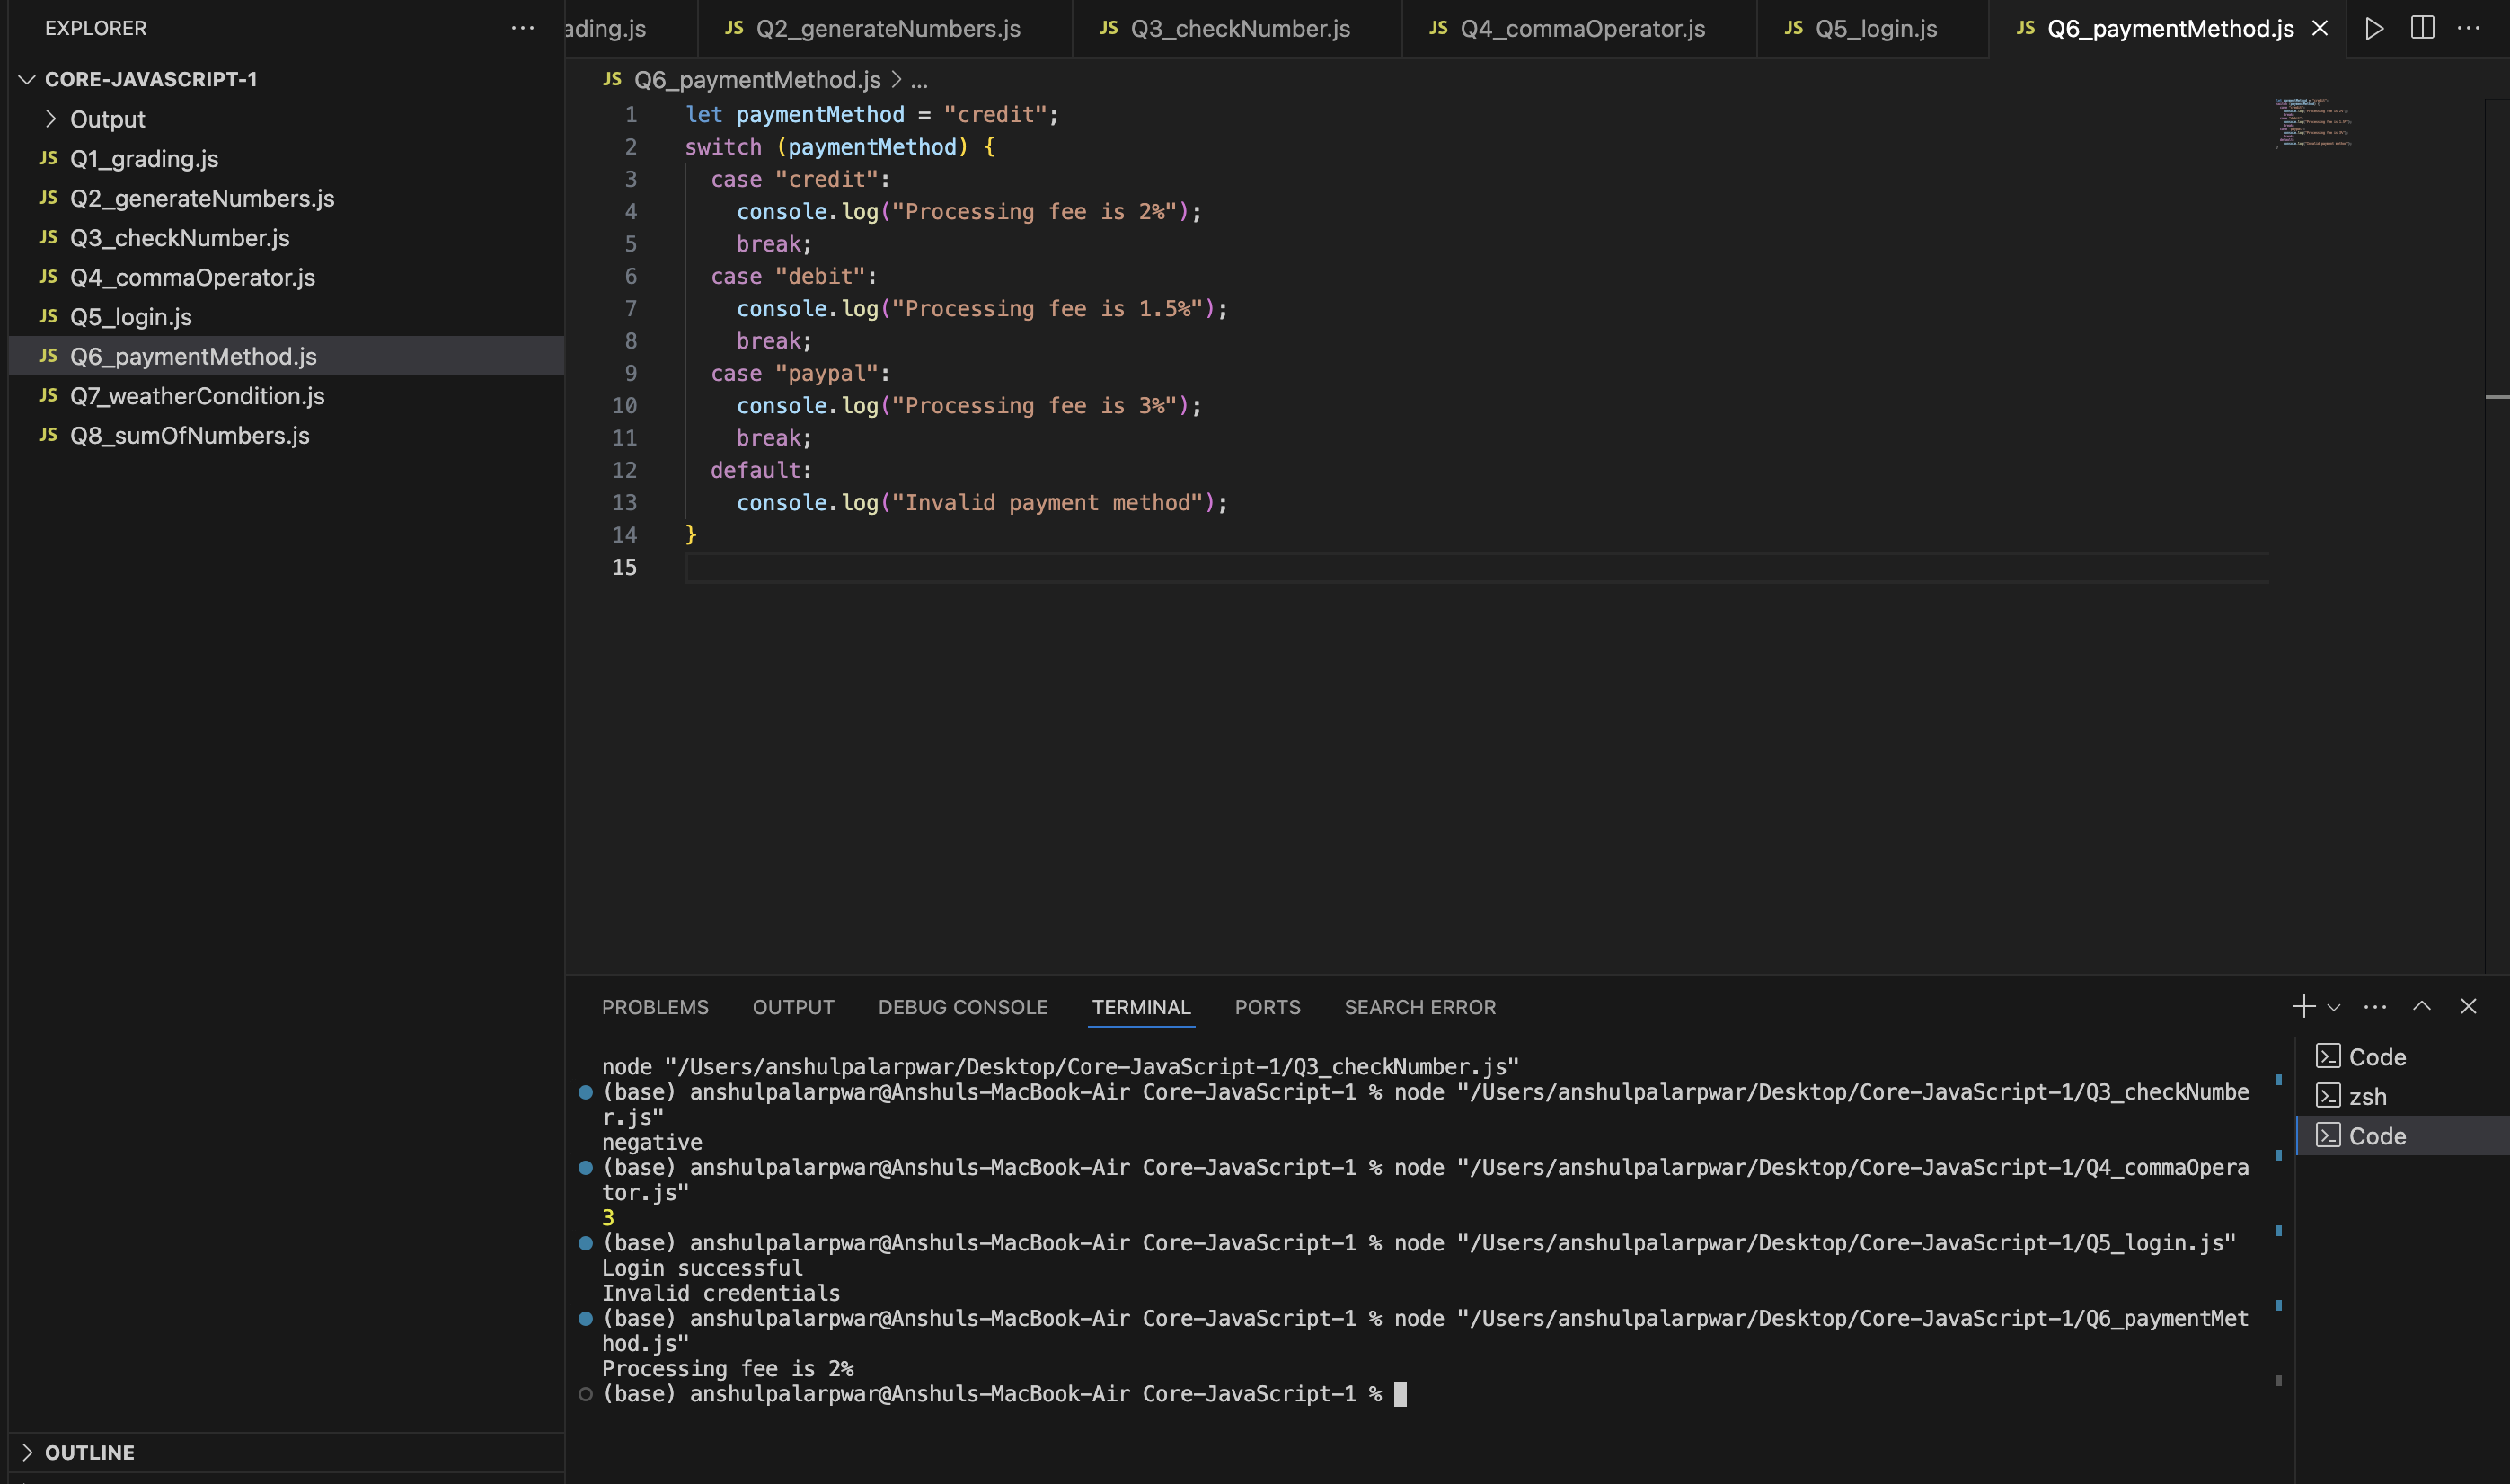 EXPLORER
CORE-JAVASCRIPT-1
Output
JS Q1_grading.js
JS Q2_generateNumbers.js
JS Q3_checkNumber.js
JS Q4_commaOperator.js
JS Q5_login.js
JS Q6_paymentMethod.js
JS Q7_weatherCondition.js
JS Q8_sumOfNumbers.js
OUTLINE
ading.js JS Q2_generateNumbers.js JS Q3_checkNumber.js JS Q4_commaOperator.js JS Q5_login.js JS Q6_paymentMethod.js
JS Q6_paymentMethod.js > ...
1 let paymentMethod = "credit";
2 switch (paymentMethod) {
3 case "credit":
4 console.log("Processing fee is 2%");
5 break;
6 case "debit":
7 console.log("Processing fee is 1.5%");
8 break;
9 case "paypal":
10 console.log("Processing fee is 3%");
11 break;
12 default:
13 console.log("Invalid payment method");
14 }
15
PROBLEMS OUTPUT DEBUG CONSOLE TERMINAL PORTS SEARCH ERROR
node "/Users/anshulpalarpwar/Desktop/Core-JavaScript-1/Q3_checkNumber.js"
(base) anshulpalarpwar@Anshuls-MacBook-Air Core-JavaScript-1 % node "/Users/anshulpalarpwar/Desktop/Core-JavaScript-1/Q3_checkNumbe
r.js"
negative
(base) anshulpalarpwar@Anshuls-MacBook-Air Core-JavaScript-1 % node "/Users/anshulpalarpwar/Desktop/Core-JavaScript-1/Q4_commaOpera
tor.js"
3
(base) anshulpalarpwar@Anshuls-MacBook-Air Core-JavaScript-1 % node "/Users/anshulpalarpwar/Desktop/Core-JavaScript-1/Q5_login.js"
Login successful
Invalid credentials
(base) anshulpalarpwar@Anshuls-MacBook-Air Core-JavaScript-1 % node "/Users/anshulpalarpwar/Desktop/Core-JavaScript-1/Q6_paymentMet
hod.js"
Processing fee is 2%
(base) anshulpalarpwar@Anshuls-MacBook-Air Core-JavaScript-1 %
Code
zsh
Code